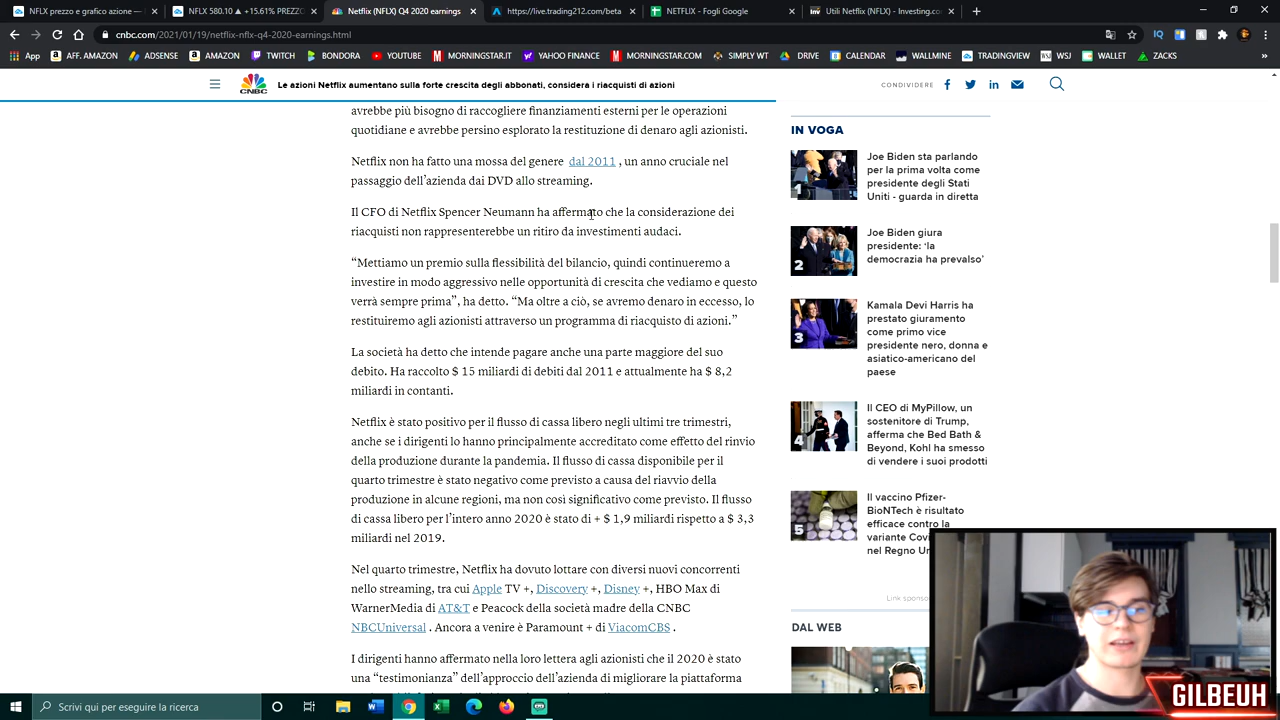 NFLX 580.10 ▲ +15.61% PREZZO
NFLX 580.10 ▲ +15.61% PREZZO
Netflix (NFLX) Q4 2020 earnings
https://live.trading212.com/beta
NETFLIX - Fogli Google
Utile Netflix (NFLX) - Investing.co
cnbc.com/2021/01/19/netflix-nflx-q4-2020-earnings.html
App
AFF. AMAZON
ADSENSE
AMAZON
TWITCH
BONDORA
YOUTUBE
MORNINGSTAR.IT
YAHOO FINANCE
MORNINGSTAR.COM
SIMPLY WT
DRIVE
CALENDAR
WALLMINE
TRADINGVIEW
WSJ
WALLET
ZACKS
CNBC
Le azioni Netflix aumentano sulla forte crescita degli abbonati, considera i riacquisti di azioni
CONDIVIDERE
avrebbe più bisogno di raccogliere finanziamenti esterni per le operazioni
quotidiane e avrebbe persino esplorato la restituzione di denaro agli azionisti.
Netflix non ha fatto una mossa del genere dal 2011 , un anno cruciale nel
passaggio dell’azienda dai DVD allo streaming.
Il CFO di Netflix Spencer Neumann ha affermato che la considerazione dei
riacquisti non rappresenterebbe un ritiro da investimenti audaci.
“Mettiamo un premio sulla flessibilità del bilancio, quindi continueremo a
investire in modo aggressivo nelle opportunità di crescita che vediamo e questo
verrà sempre prima”, ha detto. “Ma oltre a ciò, se avremo denaro in eccesso, lo
restituiremo agli azionisti attraverso un programma di riacquisto di azioni.”
La società ha detto che intende pagare anche una parte maggiore del suo
debito. Ha raccolto $ 15 miliardi di debiti dal 2011 e attualmente ha $ 8,2
miliardi in contanti.
Netflix è stato positivo per il flusso di cassa libero negli ultimi tre trimestri,
anche se i dirigenti lo hanno principalmente accreditato come effetto del rinvio
della produzione durante la pandemia. Il flusso di cassa disponibile per il
quarto trimestre è stato negativo come previsto a causa del riavvio della
produzione in alcune regioni, ma non così significativo come previsto. Il flusso
di cassa libero per l’intero anno 2020 è stato di + $ 1,9 miliardi rispetto a $ 3,3
miliardi nel 2019.
Nel quarto trimestre, Netflix ha dovuto lottare con diversi nuovi concorrenti
nello streaming, tra cui Apple TV +, Discovery +, Disney +, HBO Max di
WarnerMedia di AT&T e Peacock della società madre della CNBC
NBCUniversal . Ancora a venire è Paramount + di ViacomCBS .
I dirigenti hanno affermato nella loro lettera agli azionisti che il 2020 è stato
una “testimonianza” dell’approccio dell’azienda di migliorare la piattaforma
IN VOGA
1
Joe Biden sta parlando
per la prima volta come
presidente degli Stati
Uniti - guarda in diretta
2
Joe Biden giura
presidente: ‘la
democrazia ha prevalso’
3
Kamala Devi Harris ha
prestato giuramento
come primo vice
presidente nero, donna e
asiatico-americano del
paese
4
Il CEO di MyPillow, un
sostenitore di Trump,
afferma che Bed Bath &
Beyond, Kohl ha smesso
di vendere i suoi prodotti
5
Il vaccino Pfizer-
BioNTech è risultato
efficace contro la
variante Cov
nel Regno Un
Link sponso
DAL WEB
GILBEUH
Scrivi qui per eseguire la ricerca